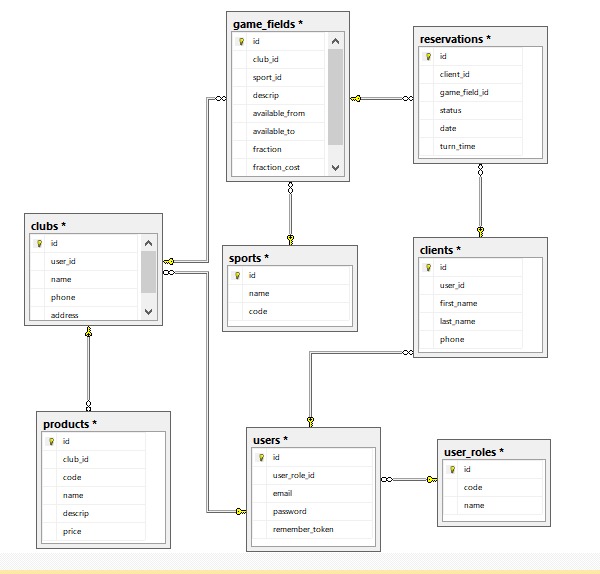 game_fields *
id
club_id
sport_id
descrip
available_from
available_to
fraction
fraction_cost
reservations *
id
client_id
game_field_id
status
date
turn_time
clubs *
id
user_id
name
phone
address
sports *
id
name
code
clients *
id
user_id
first_name
last_name
phone
products *
id
club_id
code
name
descrip
price
users *
id
user_role_id
email
password
remember_token
user_roles *
id
code
name